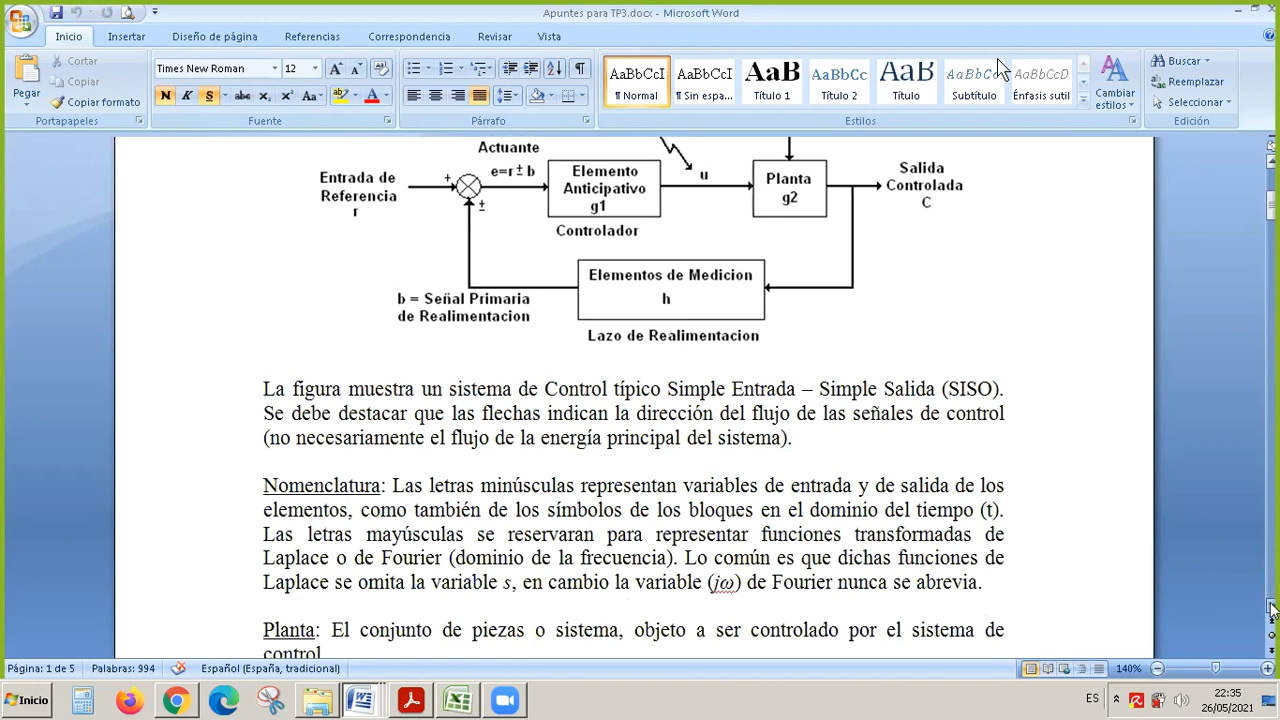 Apuntes para TP3.docx - Microsoft Word
Inicio Insertar Diseño de página Referencias Correspondencia Revisar Vista
Pegar
Cortar
Copiar
Copiar formato
Portapapeles
Times New Roman 12
N K S abe x₂ x² Aa A
Fuente
Párrafo
AaBbCcI AaBbCcI AaBbC AaBbCc AaBbC AaBbCc AaBbCcD
¶ Normal ¶ Sin espa... Título 1 Título 2 Título Subtítulo Énfasis sutil
Cambiar
estilos
Estilos
Buscar
Reemplazar
Seleccionar
Edición
Actuante
e=r ± b
Entrada de
Referencia
r
+
±
Elemento
Anticipativo
g1
Controlador
u
Planta
g2
Salida
Controlada
C
Elementos de Medicion
h
b = Señal Primaria
de Realimentacion
Lazo de Realimentacion
La figura muestra un sistema de Control típico Simple Entrada – Simple Salida (SISO).
Se debe destacar que las flechas indican la dirección del flujo de las señales de control
(no necesariamente el flujo de la energía principal del sistema).
Nomenclatura: Las letras minúsculas representan variables de entrada y de salida de los
elementos, como también de los símbolos de los bloques en el dominio del tiempo (t).
Las letras mayúsculas se reservaran para representar funciones transformadas de
Laplace o de Fourier (dominio de la frecuencia). Lo común es que dichas funciones de
Laplace se omita la variable s, en cambio la variable (jω) de Fourier nunca se abrevia.
Planta: El conjunto de piezas o sistema, objeto a ser controlado por el sistema de
control
Página: 1 de 5 Palabras: 994 Español (España, tradicional) 140%
Inicio
ES
22:35
26/05/2021